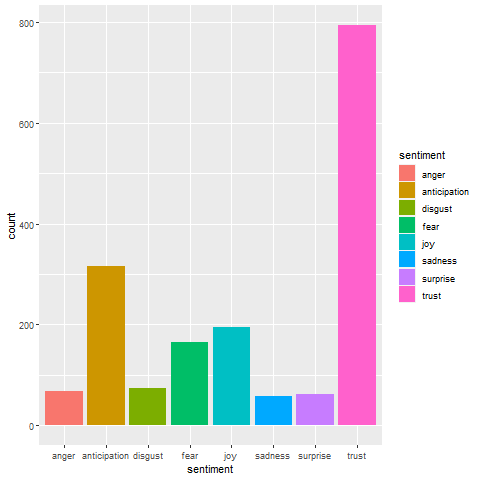 800
600
400
200
0
count
anger anticipation disgust fear joy sadness surprise trust
sentiment
sentiment
anger
anticipation
disgust
fear
joy
sadness
surprise
trust